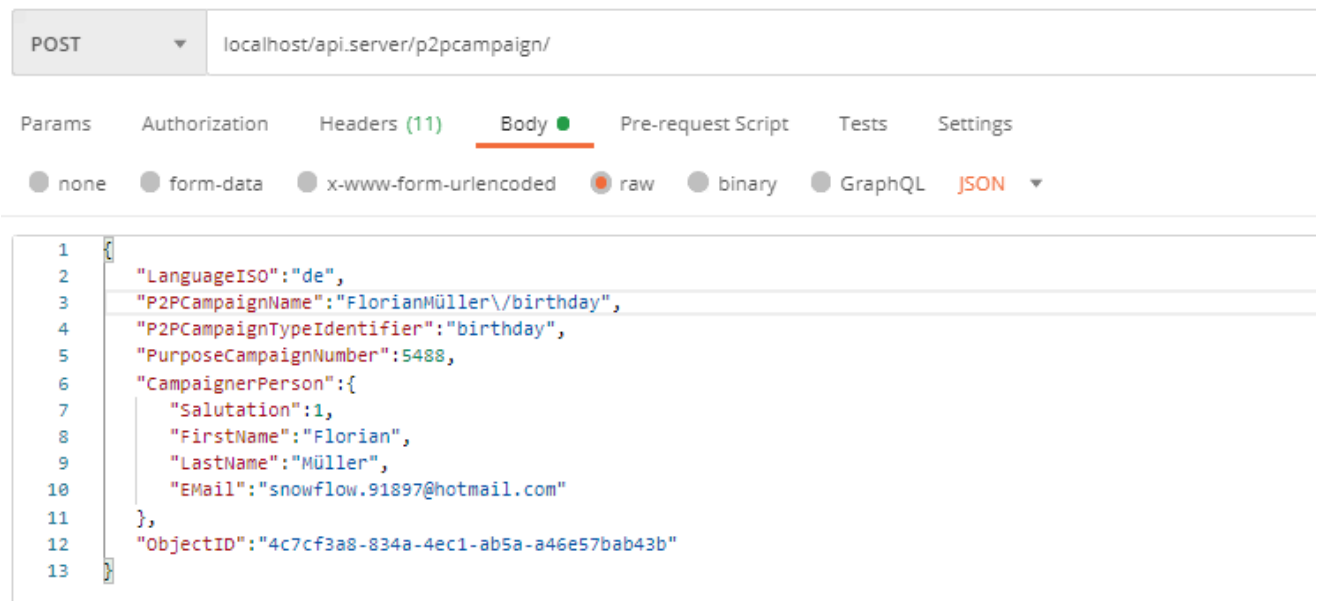 POST localhost/api.server/p2pcampaign/
Params Authorization Headers (11) Body Pre-request Script Tests Settings
none form-data x-www-form-urlencoded raw binary GraphQL JSON
1 {
2 "LanguageISO":"de",
3 "P2PCampaignName":"FlorianMüller\/birthday",
4 "P2PCampaignTypeIdentifier":"birthday",
5 "PurposeCampaignNumber":5488,
6 "CampaignerPerson":{
7 "Salutation":1,
8 "FirstName":"Florian",
9 "LastName":"Müller",
10 "EMail":"snowflow.91897@hotmail.com"
11 },
12 "ObjectID":"4c7cf3a8-834a-4ec1-ab5a-a46e57bab43b"
13 }